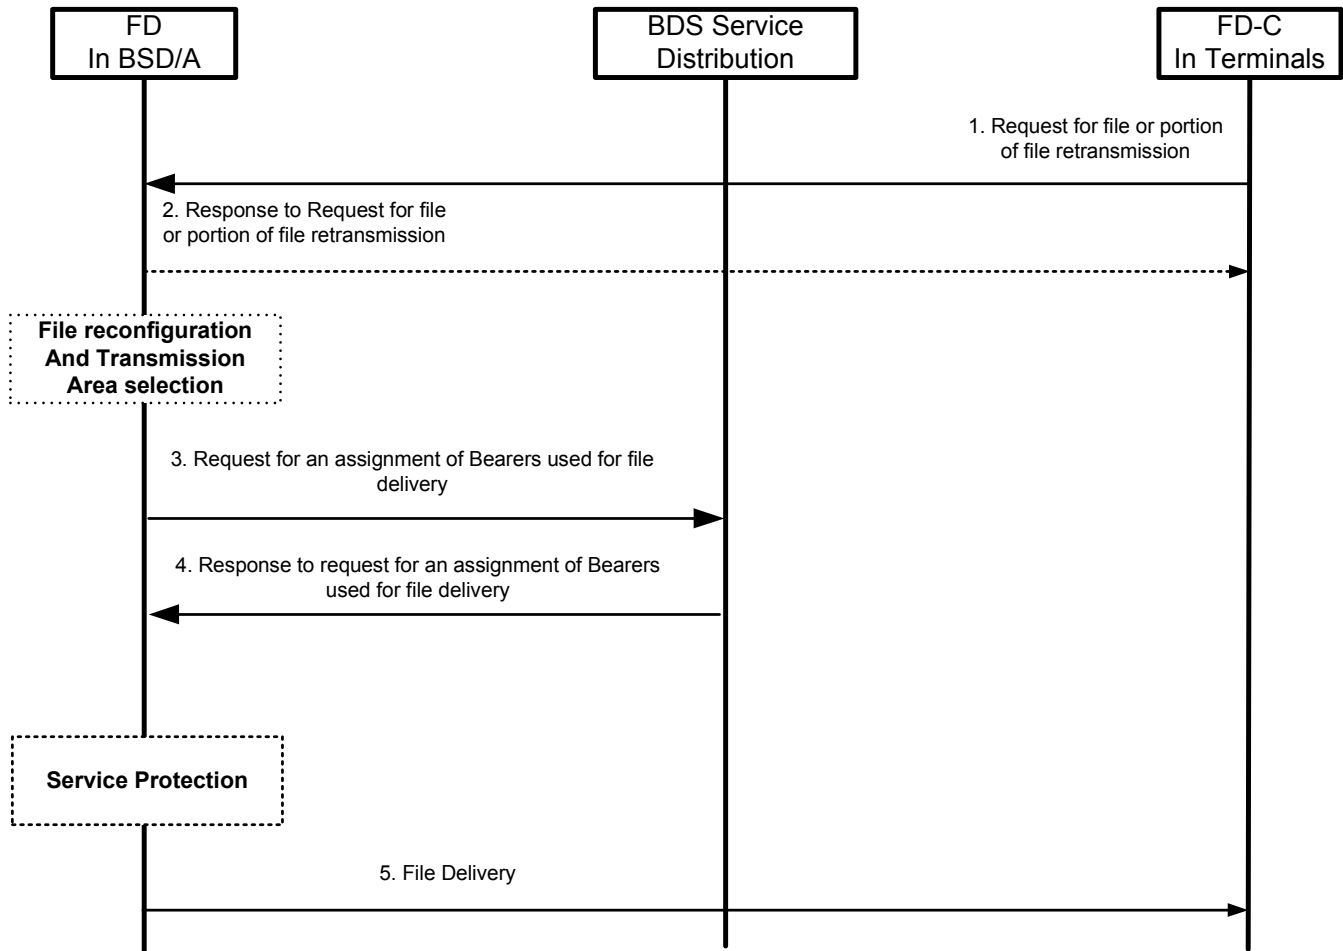 FD
In BSD/A
BDS Service
Distribution
FD-C
In Terminals
1. Request for file or portion
of file retransmission
2. Response to Request for file
or portion of file retransmission
File reconfiguration
And Transmission
Area selection
3. Request for an assignment of Bearers used for file
delivery
4. Response to request for an assignment of Bearers
used for file delivery
Service Protection
5. File Delivery